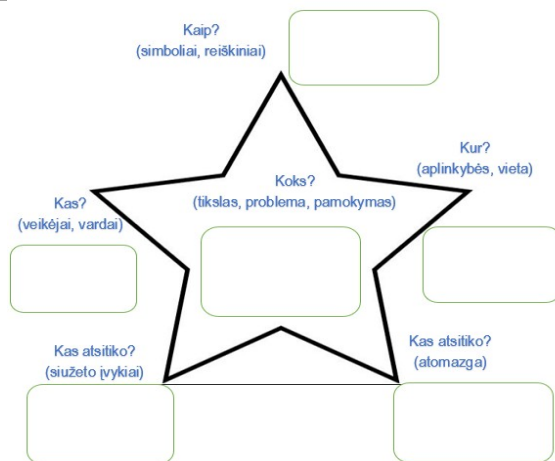 Kaip?
(simboliai, reiškiniai)
Kur?
(aplinkybės, vieta)
Koks?
(tikslas, problema, pamokymas)
Kas?
(veikėjai, vardai)
Kas atsitiko?
(siužeto įvykiai)
Kas atsitiko?
(atomazga)